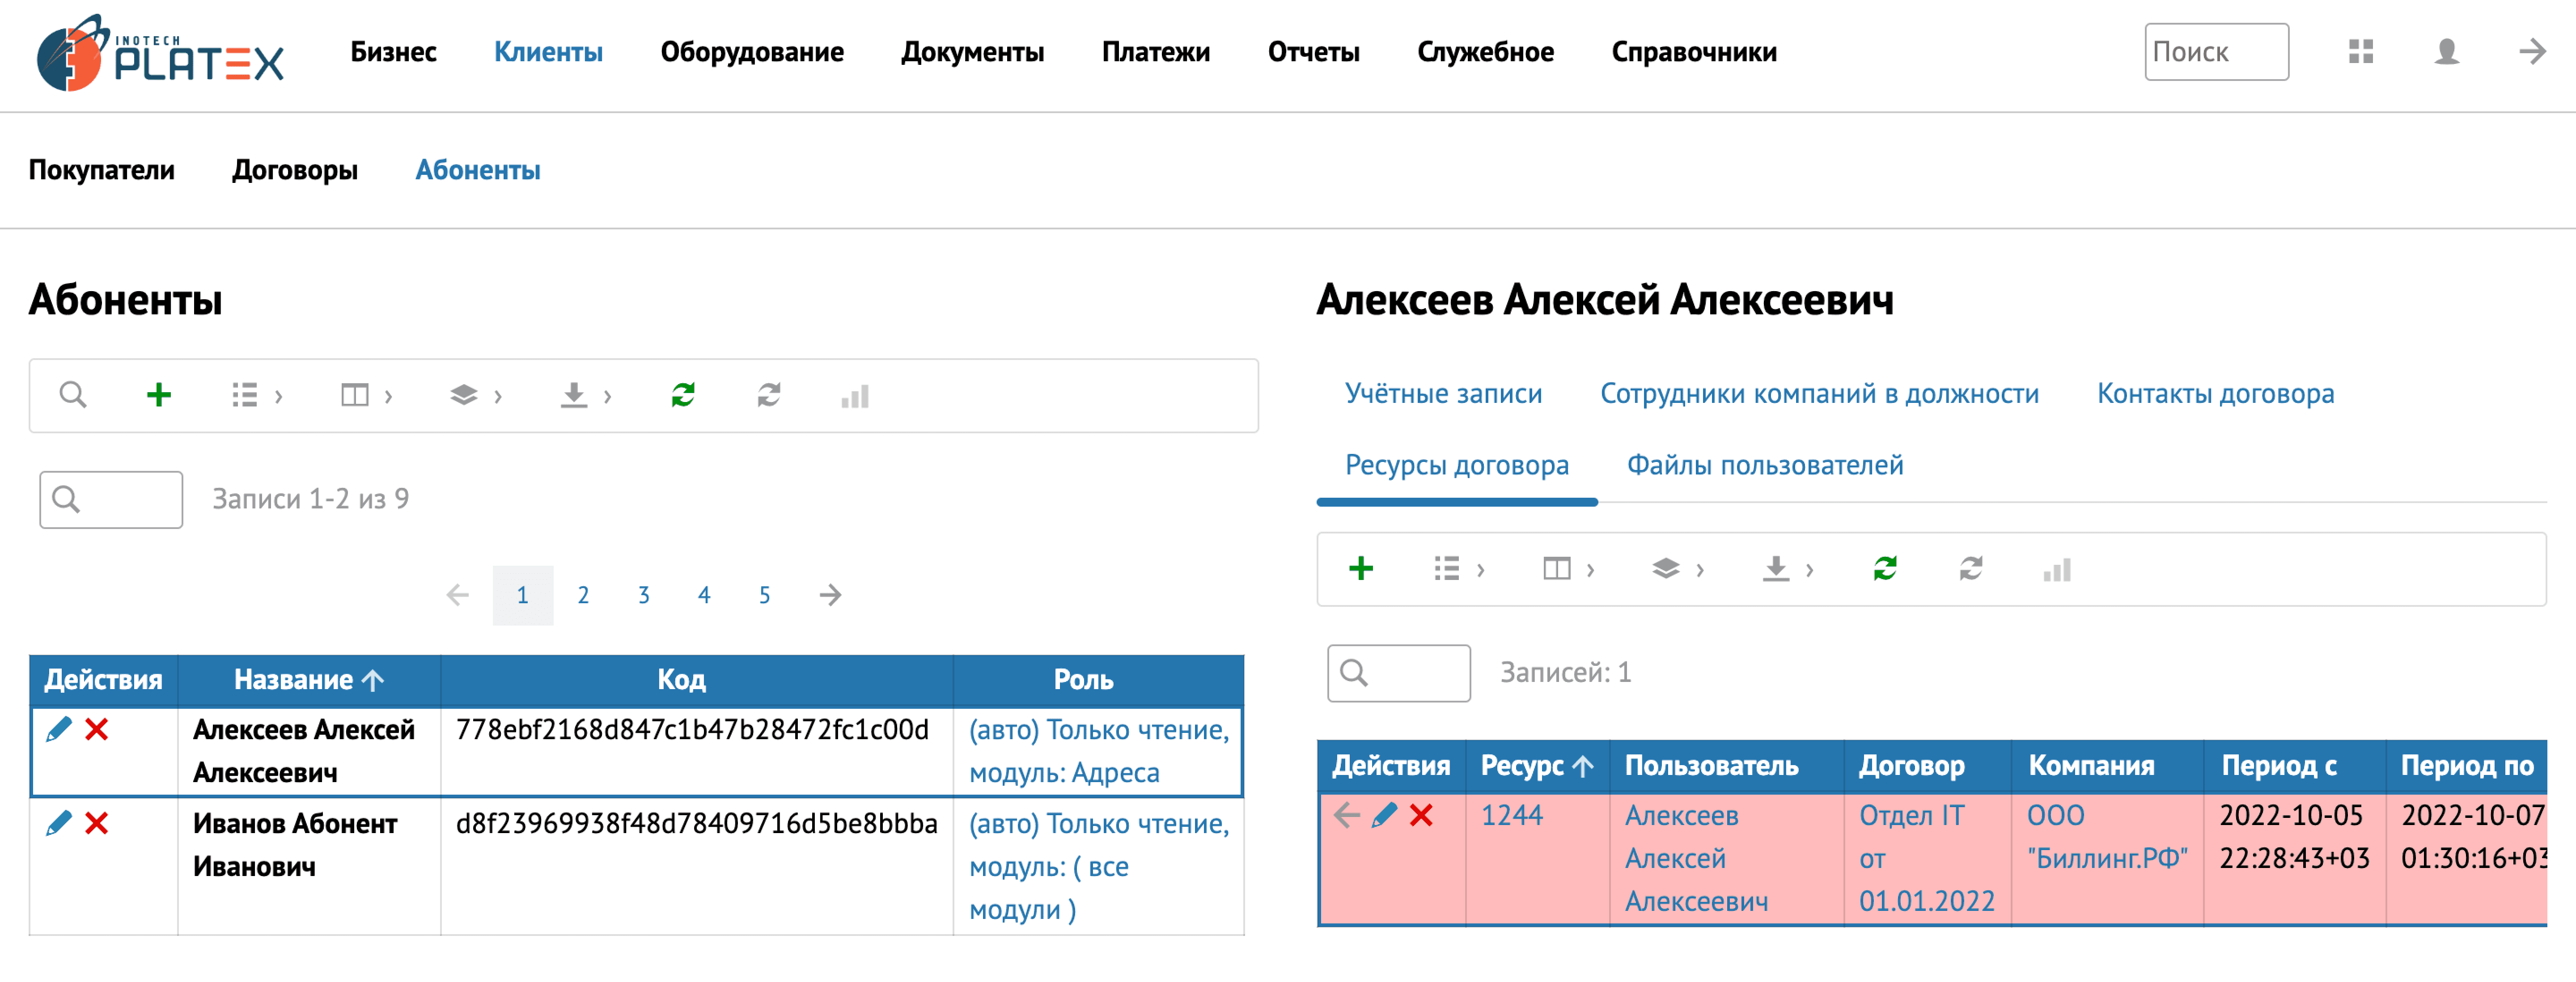 INOTECH
PLATEX
Бизнес Клиенты Оборудование Документы Платежи Отчеты Служебное Справочники Поиск
Покупатели Договоры Абоненты
Абоненты
Записи 1-2 из 9
1 2 3 4 5
Действия Название Код Роль
Алексеев Алексей 778ebf2168d847c1b47b28472fc1c00d (авто) Только чтение,
Алексеевич модуль: Адреса
Иванов Абонент d8f23969938f48d78409716d5be8bbba (авто) Только чтение,
Иванович модуль: ( все
модули )
Алексеев Алексей Алексеевич
Учётные записи Сотрудники компаний в должности Контакты договора
Ресурсы договора Файлы пользователей
Записей: 1
Действия Ресурс Пользователь Договор Компания Период с Период по
1244 Алексеев Отдел IT ООО 2022-10-05 2022-10-07
Алексей от "Биллинг.РФ" 22:28:43+03 01:30:16+03
Алексеевич 01.01.2022